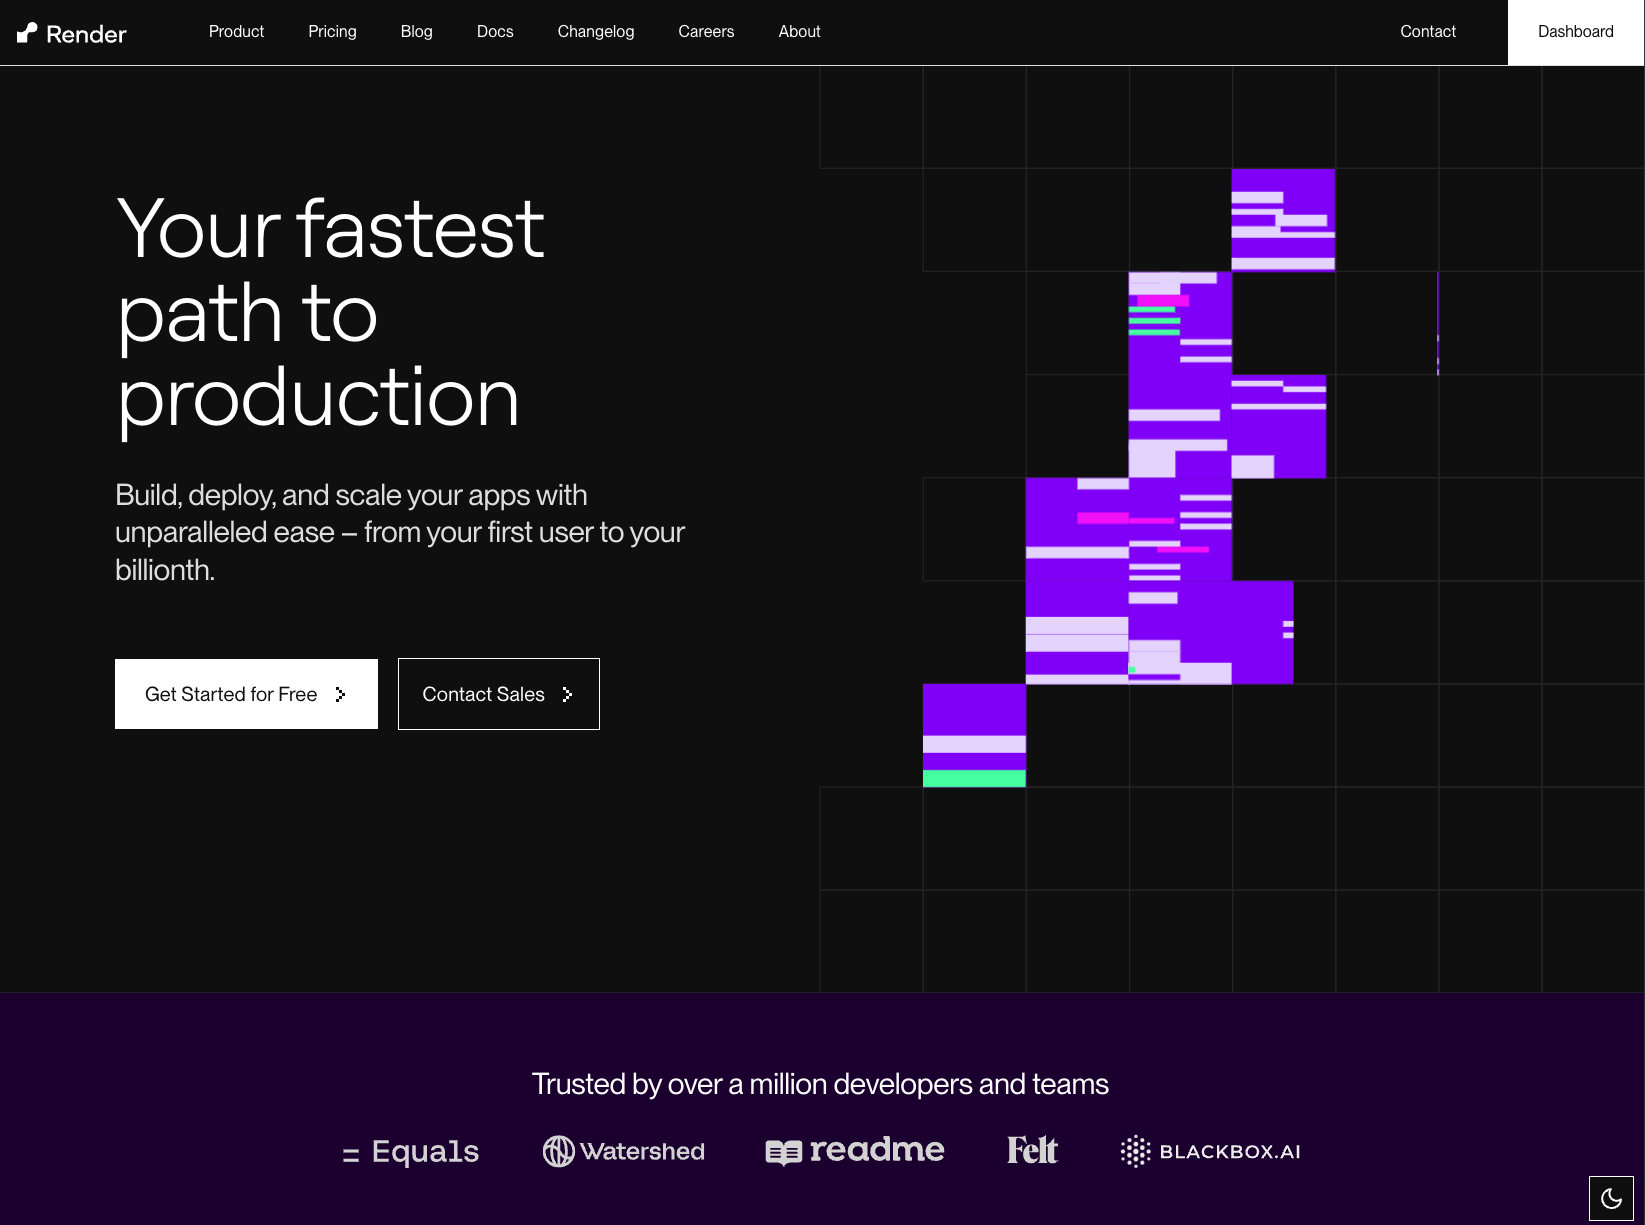 Render
Product
Pricing
Blog
Docs
Changelog
Careers
About
Contact
Dashboard
Your fastest
path to
production
Build, deploy, and scale your apps with
unparalleled ease – from your first user to your
billionth.
Get Started for Free
Contact Sales
Trusted by over a million developers and teams
= Equals
Watershed
readme
Felt
BLACKBOX.AI